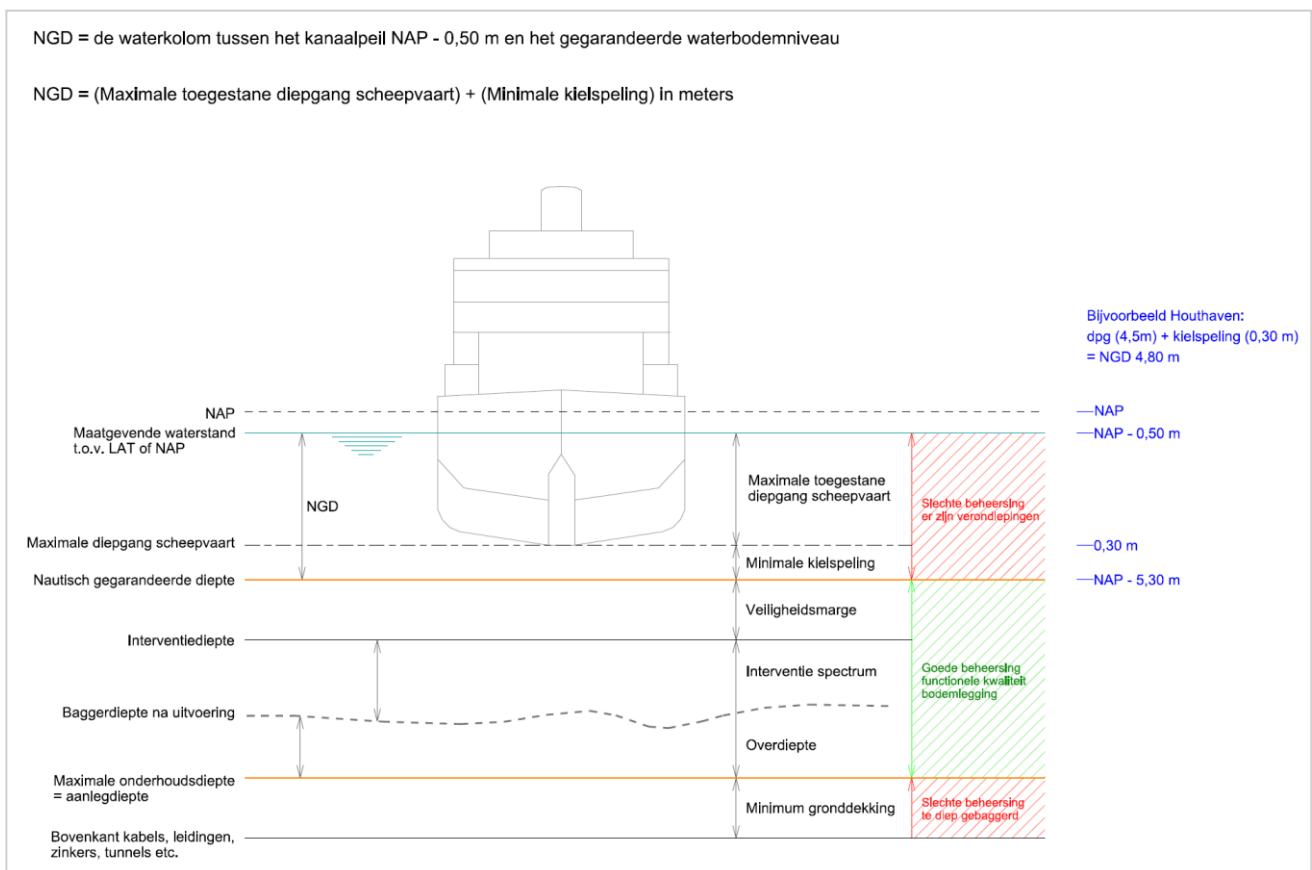 NGD = de waterkolom tussen het kanaalpeil NAP - 0,50 m en het gegarandeerde waterbodemniveau
NGD = (Maximale toegestane diepgang scheepvaart) + (Minimale kielspeling) in meters
Bijvoorbeeld Houthaven:
dpg (4,5m) + kielspeling (0,30 m)
= NGD 4,80 m
NAP
NAP
Maatgevende waterstand
t.o.v. LAT of NAP
NAP - 0,50 m
Maximale toegestane
diepgang scheepvaart
NGD
Slechte beheersing
er zijn verondiepingen
Maximale diepgang scheepvaart
0,30 m
Minimale kielspeling
Nautisch gegarandeerde diepte
NAP - 5,30 m
Veiligheidsmarge
Interventiediepte
Interventie spectrum
Goede beheersing
functionele kwaliteit
bodemlegging
Baggerdiepte na uitvoering
Overdiepte
Maximale onderhoudsdiepte
= aanlegdiepte
Minimum gronddekking
Slechte beheersing
te diep gebaggerd
Bovenkant kabels, leidingen,
zinkers, tunnels etc.